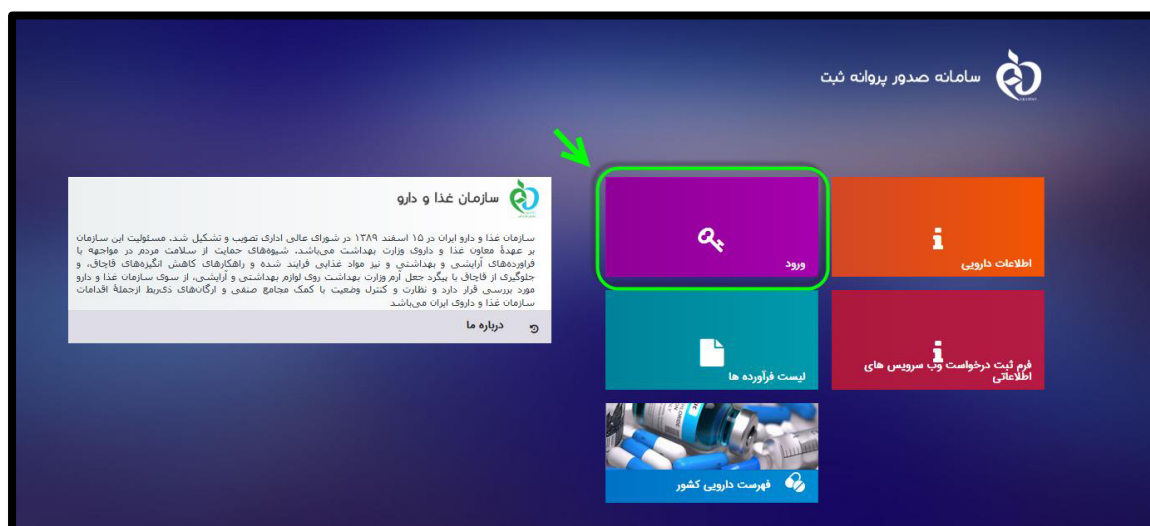 سامانه صدور پروانه ثبت
اطلاعات دارویی
ورود
فرم ثبت درخواست وب سرویس های
اطلاعاتی
لیست فرآورده ها
فهرست دارویی کشور
سازمان غذا و دارو
سازمان غذا و دارو ایران در ۱۵ اسفند ۱۳۸۹ در شورای عالی اداری تصویب و تشکیل شد. مسئولیت این سازمان
بر عهدهٔ معاون غذا و داروی وزارت بهداشت می‌باشد. شیوه‌های حمایت از سلامت مردم در مواجهه با
فراورده‌های آرایشی و بهداشتی و نیز مواد غذایی فرایند شده و راهکارهای کاهش انگیزه‌های قاچاق، و
جلوگیری از قاچاق با پیگرد جعل آرم وزارت بهداشت روی لوازم بهداشتی و آرایشی، از سوی سازمان غذا و دارو
مورد بررسی قرار دارد و نظارت و کنترل وضعیت با کمک مجامع صنفی و ارگان‌های ذی‌ربط ازجملهٔ اقدامات
سازمان غذا و داروی ایران می‌باشد
درباره ما